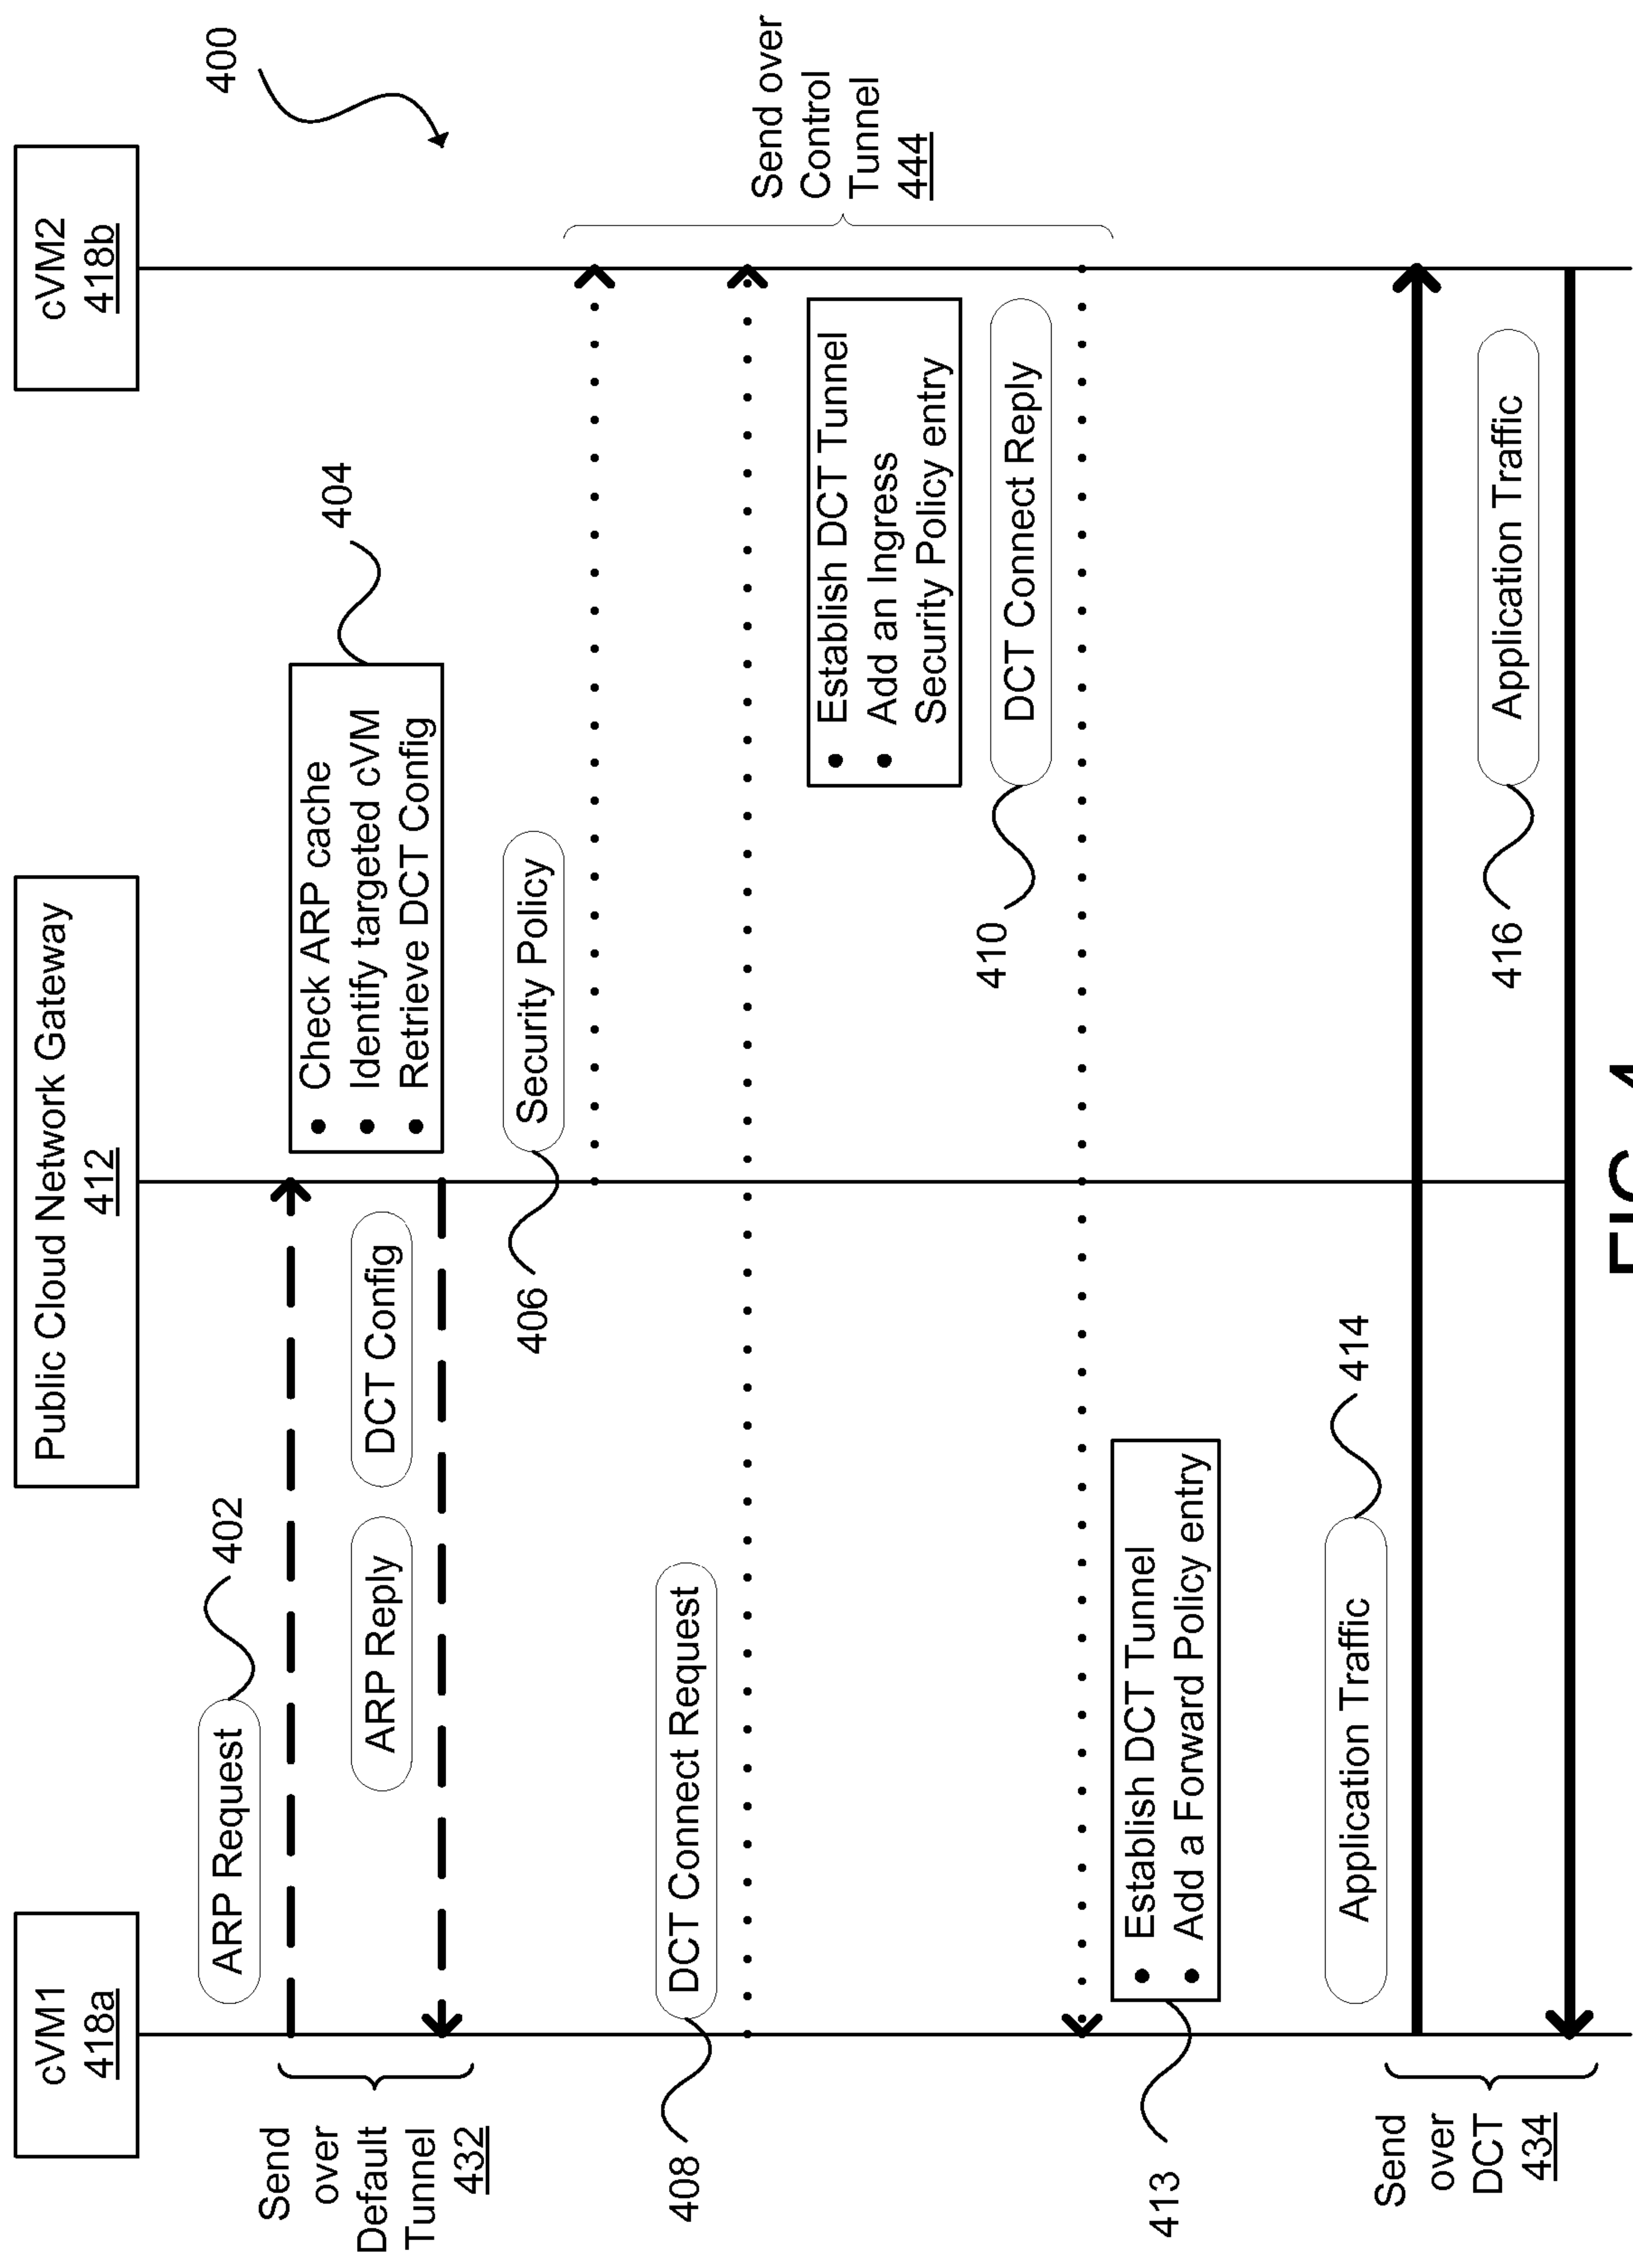 400
cVM1
418a
Public Cloud Network Gateway
412
cVM2
418b
Send
over
Default
Tunnel
432
ARP Request
402
ARP Reply
DCT Config
• Check ARP cache
• Identify targeted cVM
• Retrieve DCT Config
404
406
Security Policy
408
DCT Connect Request
Send over
Control
Tunnel
444
• Establish DCT Tunnel
• Add an Ingress
Security Policy entry
410
DCT Connect Reply
413
• Establish DCT Tunnel
• Add a Forward Policy entry
Send
over
DCT
434
Application Traffic
414
416
Application Traffic